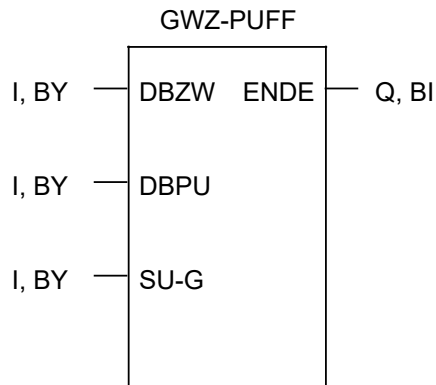 GWZ-PUFF
I, BY DBZW ENDE Q, BI
I, BY DBPU
I, BY SU-G